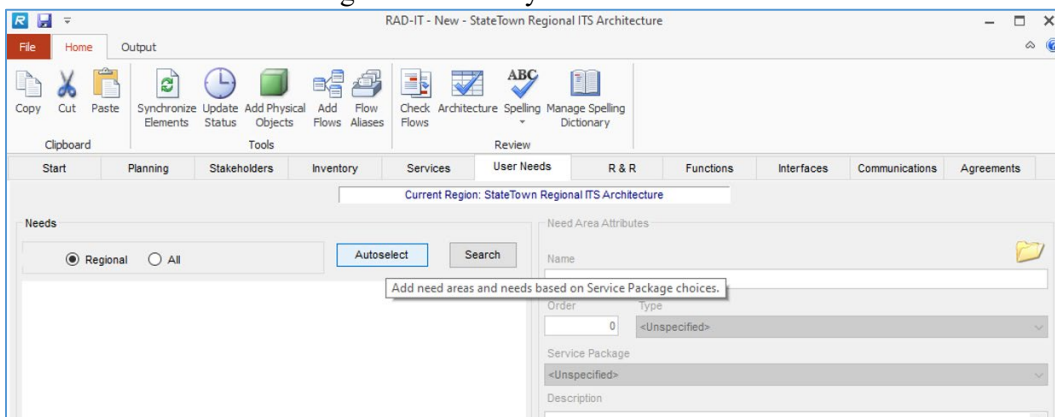 RAD-IT - New - StateTown Regional ITS Architecture
File Home Output
Copy Cut Paste Synchronize Elements Update Status Add Physical Objects Add Flows Flow Aliases Check Flows Architecture Spelling Manage Spelling Dictionary
Clipboard Tools Review
Start Planning Stakeholders Inventory Services User Needs R & R Functions Interfaces Communications Agreements
Current Region: StateTown Regional ITS Architecture
Needs Need Area Attributes
Regional All Autoselect Search
Name
Add need areas and needs based on Service Package choices.
Order Type
0 <Unspecified>
Service Package
<Unspecified>
Description